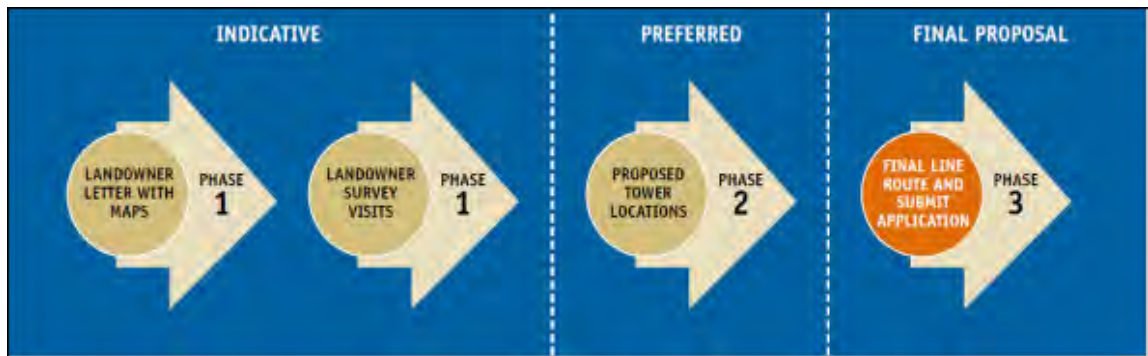 INDICATIVE
LANDOWNER
LETTER WITH
MAPS
PHASE
1
LANDOWNER
SURVEY
VISITS
PHASE
1
PREFERRED
PROPOSED
TOWER
LOCATIONS
PHASE
2
FINAL PROPOSAL
FINAL LINE
ROUTE AND
SUBMIT
APPLICATION
PHASE
3